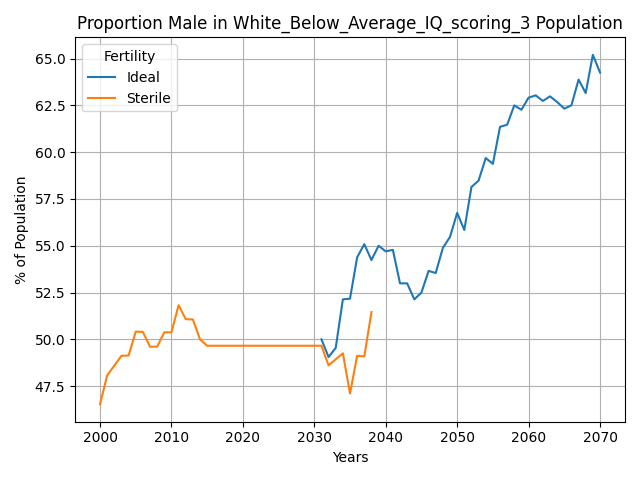 Proportion Male in White_Below_Average_IQ_scoring_3 Population
Fertility
Ideal
Sterile
65.0
62.5
60.0
57.5
55.0
52.5
50.0
47.5
% of Population
2000 2010 2020 2030 2040 2050 2060 2070
Years